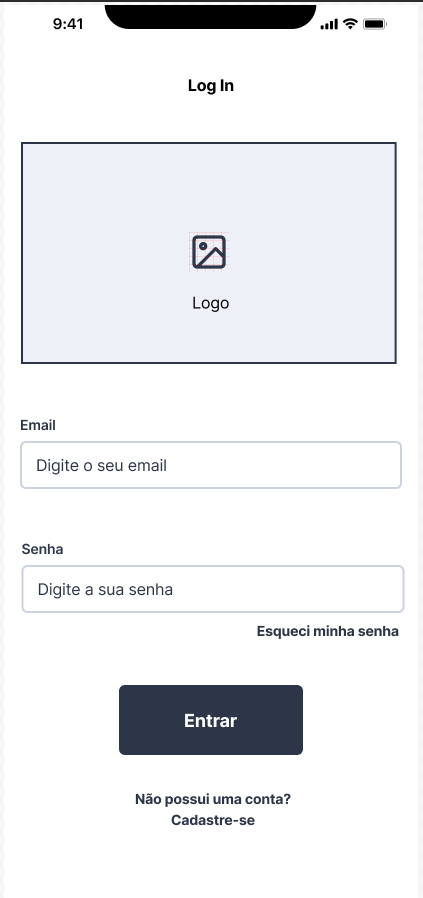 9:41
Log In
Logo
Email
Digite o seu email
Senha
Digite a sua senha
Esqueci minha senha
Entrar
Não possui uma conta?
Cadastre-se